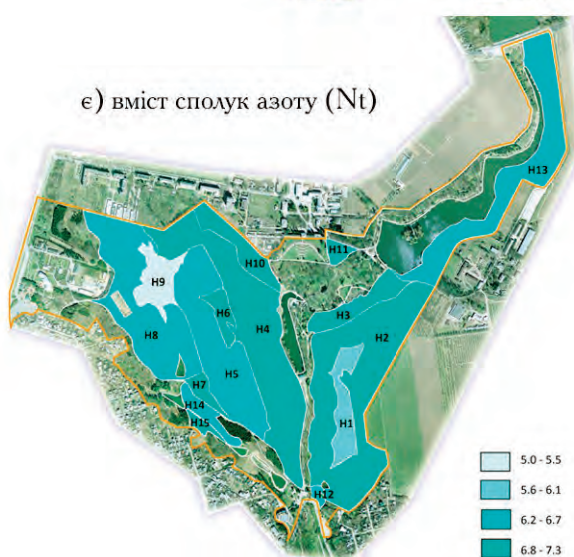 є) вміст сполук азоту (Nt)
H13
H11
H10
H9
H6
H4
H3
H2
H8
H5
H7
H14
H15
H1
H12
5.0 - 5.5
5.6 - 6.1
6.2 - 6.7
6.8 - 7.3